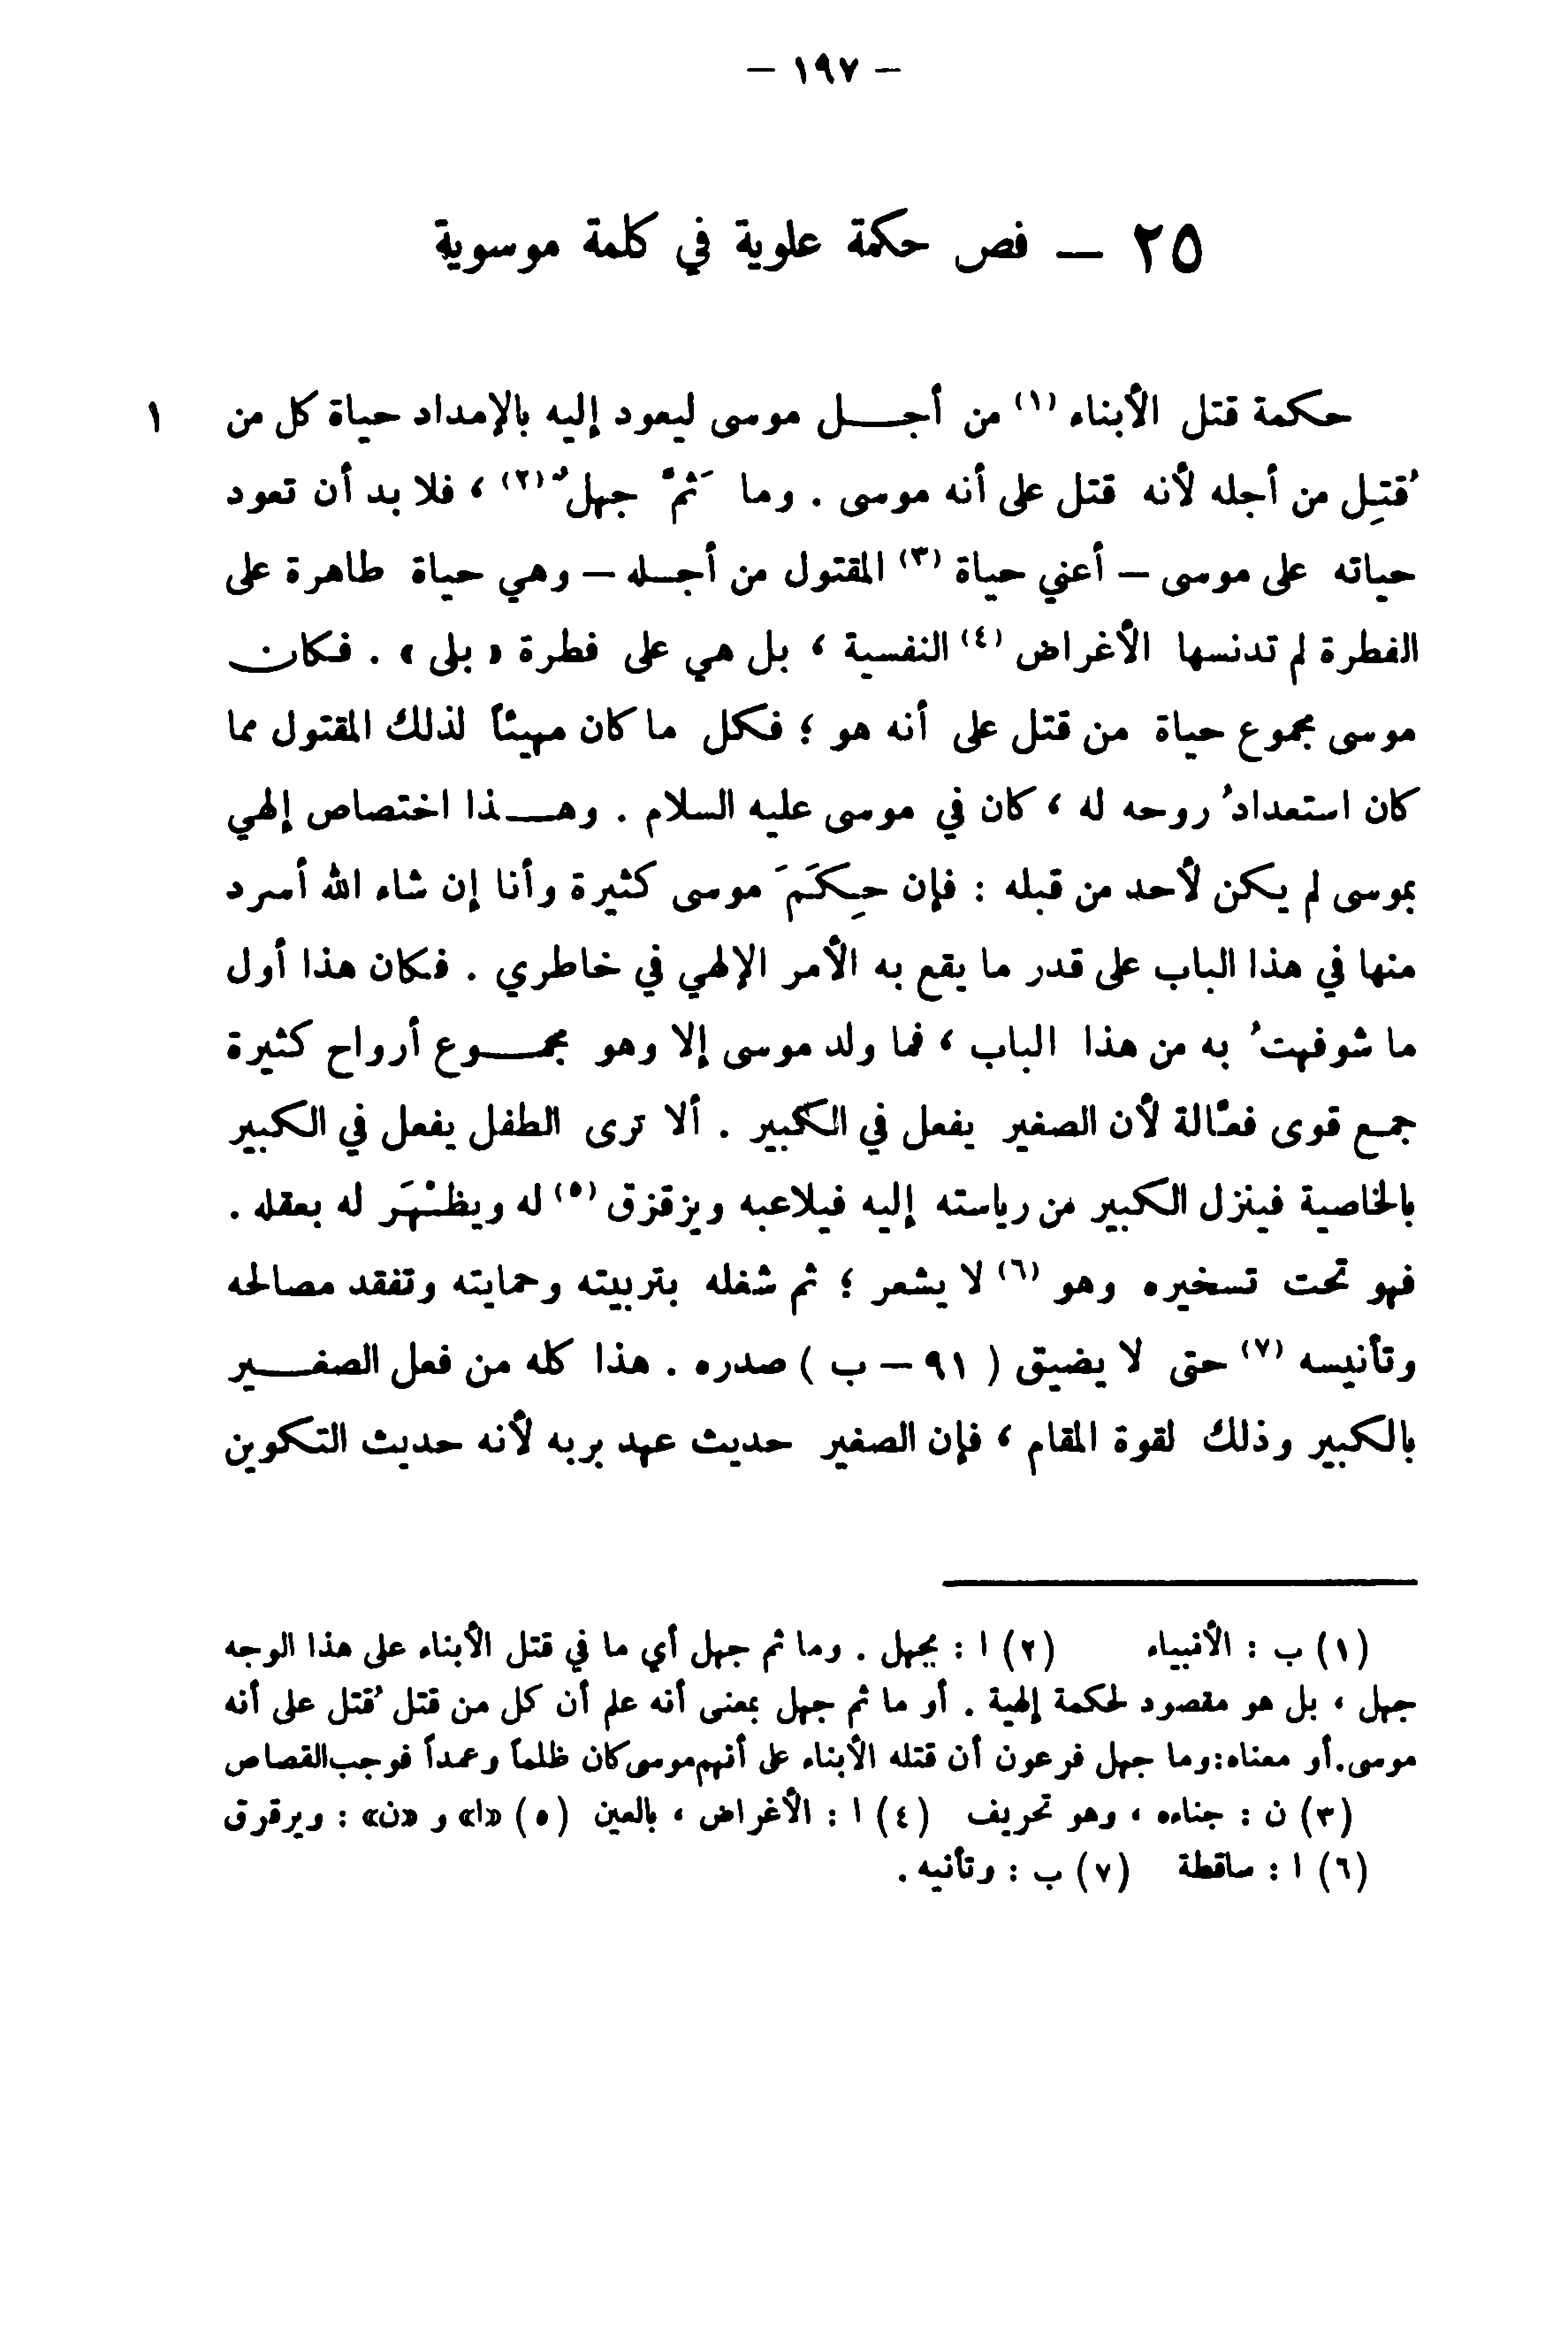 – ١٩٧ –
٢٥ – فص حكمة علوية في كلمة موسوية
حكمة قتل الأبناء (١) من أجل موسى ليعود إليه بالإمداد حياة كل من ١
قُتِل من أجله لأنه قتل على أنه موسى . وما ثَمَّ جهلٌ (٢) ، فلا بد أن تعود
حياته على موسى – أعني حياة (٣) المقتول من أجله – وهي حياة طاهرة على
الفطرة لم تدنسها الأغراض (٤) النفسية ، بل هي على فطرة « بلى » . فكان
موسى مجموع حياة من قتل على أنه هو ؛ فكل ما كان مهيئاً لذلك المقتول مما
كان استعدادُ روحه له ، كان في موسى عليه السلام . وهذا اختصاص إلهي
بموسى لم يكن لأحد من قبله : فإن حِكَمَ موسى كثيرة وأنا إن شاء الله أسرد
منها في هذا الباب على قدر ما يقع به الأمر الإلهي في خاطري . فكان هذا أول
ما شوفهتُ به من هذا الباب ، فما ولد موسى إلا وهو مجموع أرواح كثيرة
جمع قوى فعّالة لأن الصغير يفعل في الكبير . ألا ترى الطفل يفعل في الكبير
بالخاصية فينزل الكبير من رياسته إليه فيلاعبه ويزقزق (٥) له ويظْهَر له بعقله .
فهو تحت تسخيره وهو (٦) لا يشعر ؛ ثم شغله بتربيته وحمايته وتفقد مصالحه
وتأنيسه (٧) حتى لا يضيق ( ٩١ – ب ) صدره . هذا كله من فعل الصغير
بالكبير وذلك لقوة المقام ، فإن الصغير حديث عهد بربه لأنه حديث التكوين
(١) ب : الأنبياء (٢) ا : يجهل . وما ثم جهل أي ما في قتل الأبناء على هذا الوجه
جهل ، بل هو مقصود لحكمة إلهية . أو ما ثم جهل بمعنى أنه علم أن كل من قتل قُتل على أنه
موسى.أو معناه:وما جهل فرعون أن قتله الأبناء على أنهم موسى كان ظلماً وعمداً فوجب القصاص
(٣) ن : جناءه ، وهو تحريف (٤) ا : الأغراض ، بالعين (٥) «ا» و «ن» : ويرقرق
(٦) ا : ساقطة (٧) ب : وتأنيه .